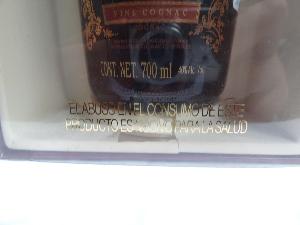 FINE COGNAC
CONT. NET. 700 ml 40%
EL ABUSO EN EL CONSUMO DE ESTE
PRODUCTO ES NOCIVO PARA LA SALUD